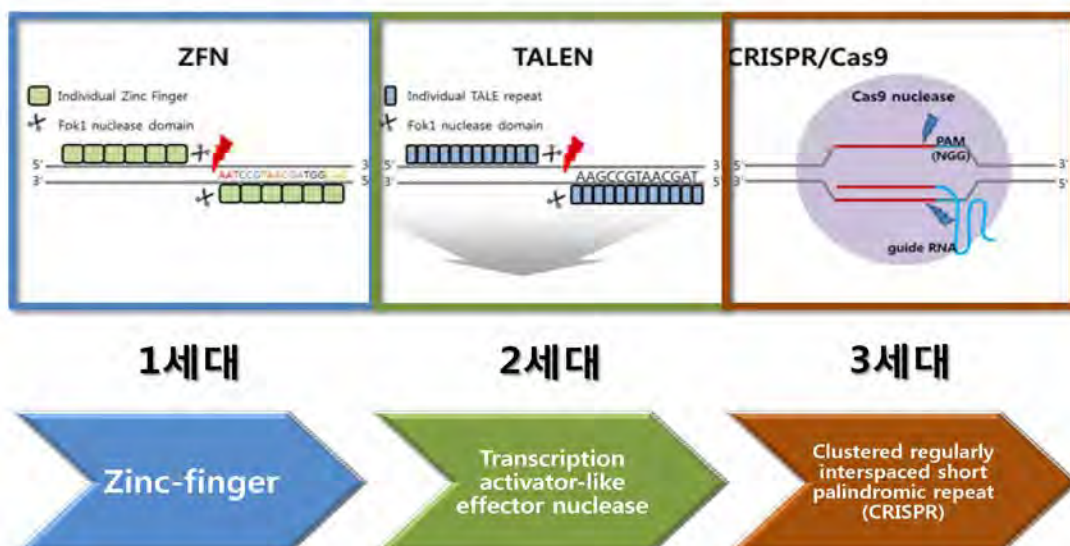 ZFN
Individual Zinc Finger
Fok1 nuclease domain
5'
3'
3'
AATCCGTAACGATGG
5'
TALEN
Individual TALE repeat
Fok1 nuclease domain
5'
3'
3'
AAGCCGTAACGAT
5'
CRISPR/Cas9
Cas9 nuclease
PAM
(NGG)
5'
3'
3'
5'
guide RNA
1세대
2세대
3세대
Zinc-finger
Transcription
activator-like
effector nuclease
Clustered regularly
interspaced short
palindromic repeat
(CRISPR)